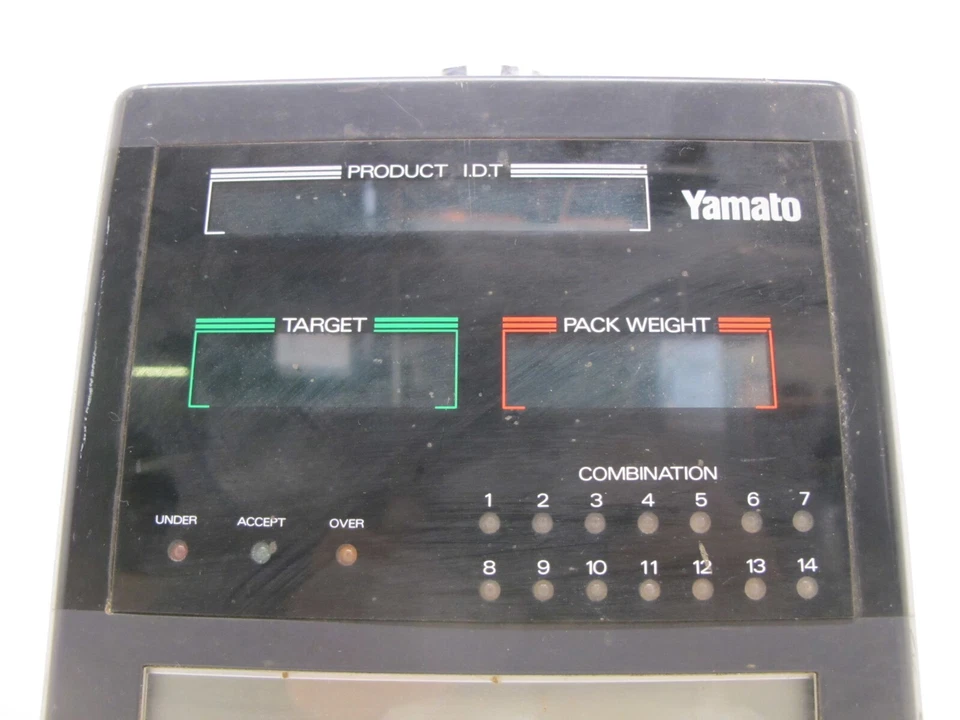 PRODUCT I.D.T
Yamato
TARGET
PACK WEIGHT
COMBINATION
1 2 3 4 5 6 7
UNDER ACCEPT OVER
8 9 10 11 12 13 14